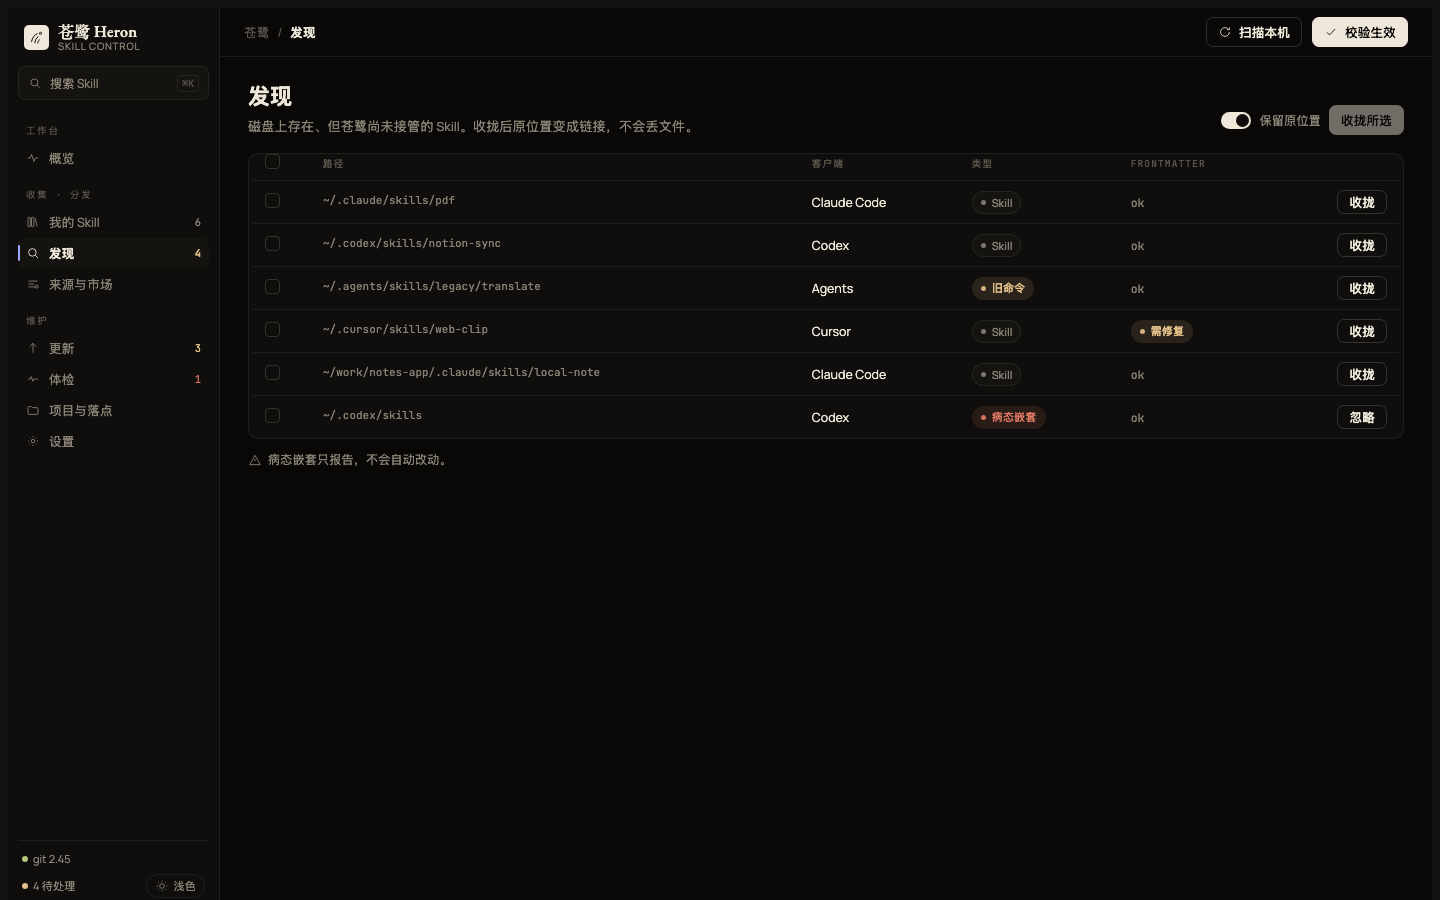 苍鹭 Heron
SKILL CONTROL
搜索 Skill ⌘K
工作台
概览
收集 · 分发
我的 Skill 6
发现 4
来源与市场
维护
更新 3
体检 1
项目与落点
设置
git 2.45
4 待处理 浅色
苍鹭 / 发现
扫描本机 校验生效
发现
磁盘上存在、但苍鹭尚未接管的 Skill。收拢后原位置变成链接，不会丢文件。
保留原位置 收拢所选
路径 客户端 类型 FRONTMATTER
~/.claude/skills/pdf Claude Code Skill ok 收拢
~/.codex/skills/notion-sync Codex Skill ok 收拢
~/.agents/skills/legacy/translate Agents 旧命令 ok 收拢
~/.cursor/skills/web-clip Cursor Skill 需修复 收拢
~/work/notes-app/.claude/skills/local-note Claude Code Skill ok 收拢
~/.codex/skills Codex 病态嵌套 ok 忽略
病态嵌套只报告，不会自动改动。